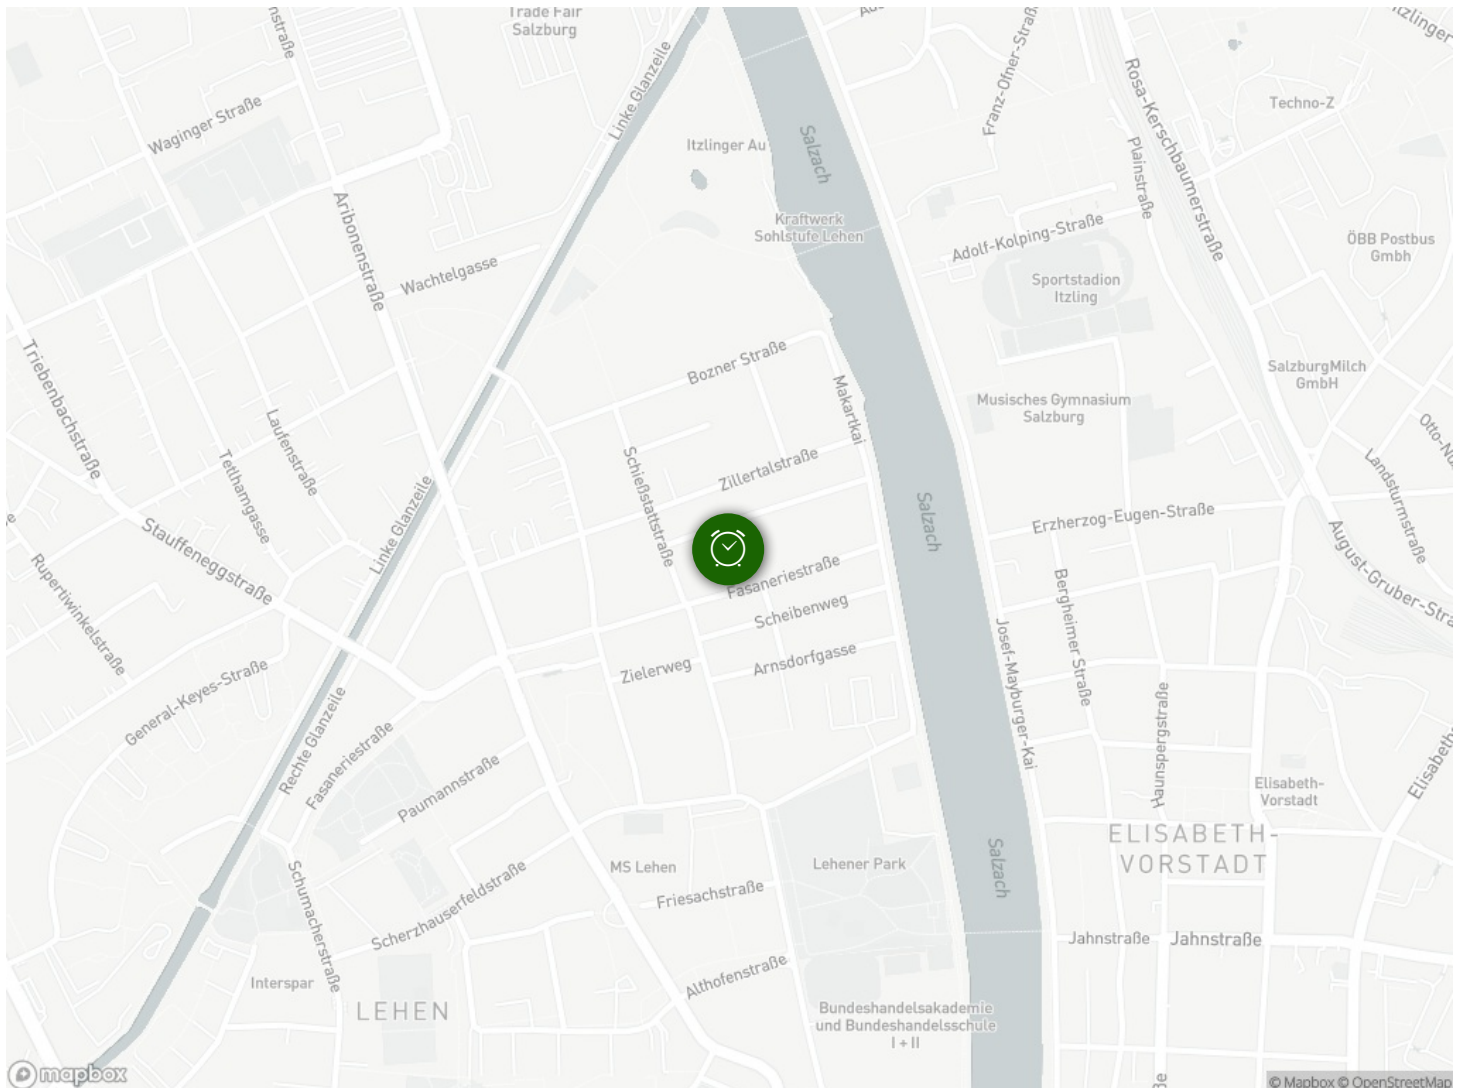 Trade Fair
Salzburg
Linke Glanzeile
Waginger Straße
Itzlinger Au
Salzach
Franz-Ofner-Straße
Rosa-Kerschbaumerstraße
Techno-Z
Plainstraße
Aribonenstraße
Wachtelgasse
Kraftwerk
Sohlstufe Lehen
Adolf-Kolping-Straße
Sportstadion
Itzling
ÖBB Postbus
Gmbh
Triebenbachstraße
Laufenstraße
Tetlhamgasse
Bozner Straße
Makartkai
Musisches Gymnasium
Salzburg
SalzburgMilch
GmbH
Landsturmstraße
Schießstattstraße
Zillertalstraße
Salzach
Erzherzog-Eugen-Straße
August-Gruber-Stra
Linke Glanzeile
Stauffeneggstraße
Rupertiwinkelstraße
Fasaneriestraße
Scheibenweg
Bergheimer Straße
Josef-Mayburger-Kai
General-Keyes-Straße
Zielerweg
Arnsdorfgasse
Haunspergstraße
Rechte Glanzeile
Fasaneriestraße
Paumannstraße
Elisabeth-
Vorstadt
Elisabeth-
ELISABETH-
VORSTADT
Schumacherstraße
Scherzhauserfeldstraße
MS Lehen
Lehener Park
Salzach
Friesachstraße
Jahnstraße
Jahnstraße
Interspar
LEHEN
Althofenstraße
Bundeshandelsakademie
und Bundeshandelsschule
I + II
mapbox
© Mapbox © OpenStreetMap